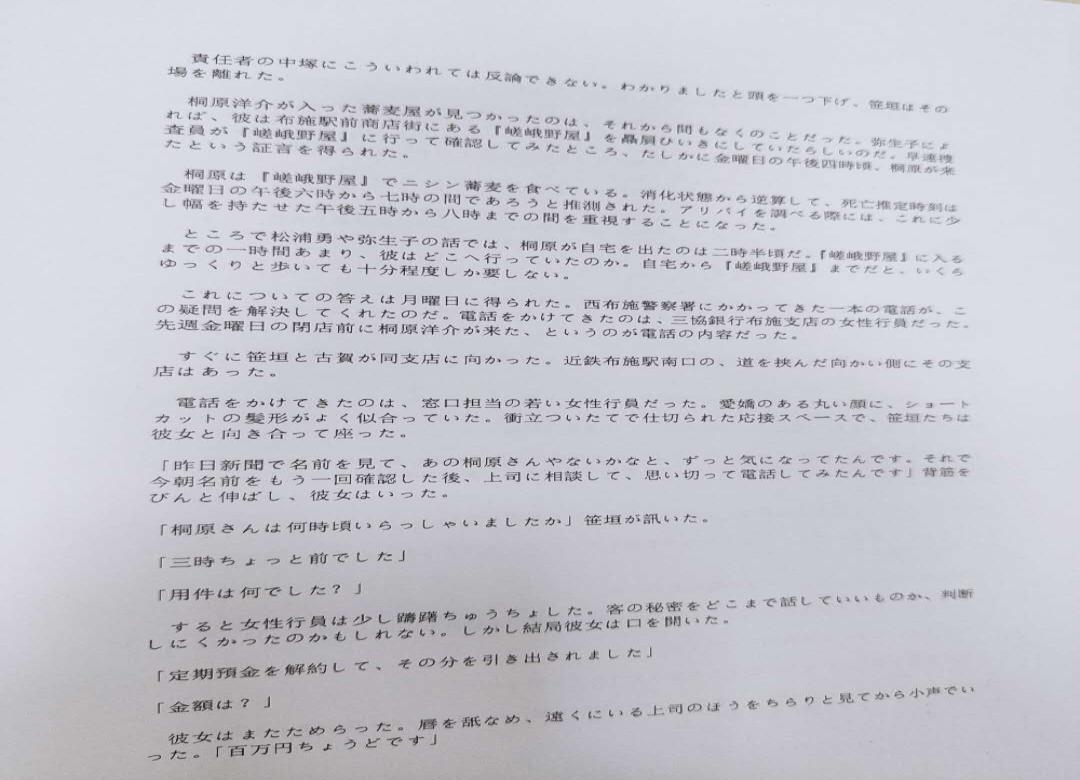 責任者の中塚にこういわれては反論できない。わかりましたと頭を一つ下げ、笹垣はその
場を離れた。
桐原洋介が入った蕎麦屋が見つかったのは、それから間もなくのことだった。弥生子によ
れば、彼は布施駅前商店街にある『嵯峨野屋』を贔屓ひいきにしていたらしいのだ。早速捜
査員が『嵯峨野屋』に行って確認してみたところ、たしかに金曜日の午後四時頃、桐原が来
たという証言を得られた。
桐原は『嵯峨野屋』でニシン蕎麦を食べている。消化状態から逆算して、死亡推定時刻は
金曜日の午後六時から七時の間であろうと推測された。アリバイを調べる際には、これに少
し幅を持たせた午後五時から八時までの間を重視することになった。
ところで松浦勇や弥生子の話では、桐原が自宅を出たのは二時半頃だ。『嵯峨野屋』に入る
までの一時間あまり、彼はどこへ行っていたのか。自宅から『嵯峨野屋』までだと、いくら
ゆっくりと歩いても十分程度しか要しない。
これについての答えは月曜日に得られた。西布施警察署にかかってきた一本の電話が、こ
の疑問を解決してくれたのだ。電話をかけてきたのは、三協銀行布施支店の女性行員だった。
先週金曜日の閉店前に桐原洋介が来た、というのが電話の内容だった。
すぐに笹垣と古賀が同支店に向かった。近鉄布施駅南口の、道を挟んだ向かい側にその支
店はあった。
電話をかけてきたのは、窓口担当の若い女性行員だった。愛嬌のある丸い顔に、ショート
カットの髪形がよく似合っていた。衝立ついたてで仕切られた応接スペースで、笹垣たちは
彼女と向き合って座った。
「昨日新聞で名前を見て、あの桐原さんやないかなと、ずっと気になってたんです。それで
今朝名前をもう一回確認した後、上司に相談して、思い切って電話してみたんです」背筋を
ぴんと伸ばし、彼女はいった。
「桐原さんは何時頃いらっしゃいましたか」笹垣が訊いた。
「三時ちょっと前でした」
「用件は何でした？」
すると女性行員は少し躊躇ちゅうちょした。客の秘密をどこまで話していいものか、判断
しにくかったのかもしれない。しかし結局彼女は口を開いた。
「定期預金を解約して、その分を引き出されました」
「金額は？」
彼女はまたためらった。唇を舐なめ、遠くにいる上司のほうをちらりと見てから小声でい
った。「百万円ちょうどです」